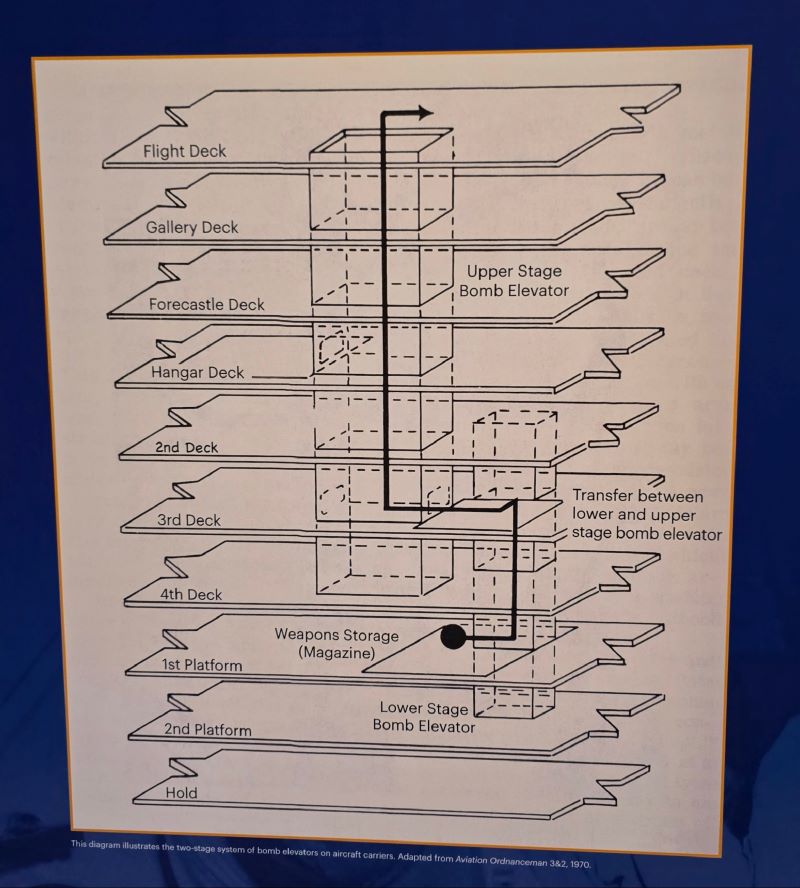 Flight Deck
Gallery Deck
Upper Stage
Bomb Elevator
Forecastle Deck
Hangar Deck
2nd Deck
Transfer between
lower and upper
stage bomb elevator
3rd Deck
4th Deck
Weapons Storage
(Magazine)
1st Platform
Lower Stage
Bomb Elevator
2nd Platform
Hold
This diagram illustrates the two-stage system of bomb elevators on aircraft carriers. Adapted from Aviation Ordnanceman 3&2, 1970.